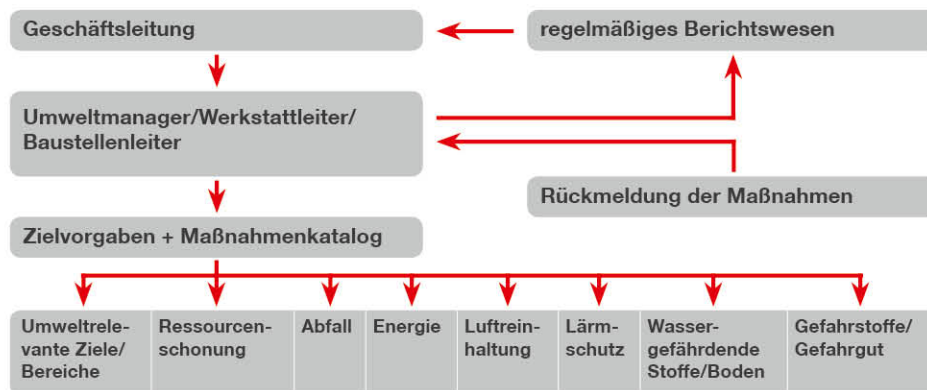 Geschäftsleitung
regelmäßiges Berichtswesen
Umweltmanager/Werkstattleiter/
Baustellenleiter
Rückmeldung der Maßnahmen
Zielvorgaben + Maßnahmenkatalog
Umweltrele-
vante Ziele/
Bereiche
Ressourcen-
schonung
Abfall
Energie
Luftrein-
haltung
Lärm-
schutz
Wasser-
gefährdende
Stoffe/Boden
Gefahrstoffe/
Gefahrgut